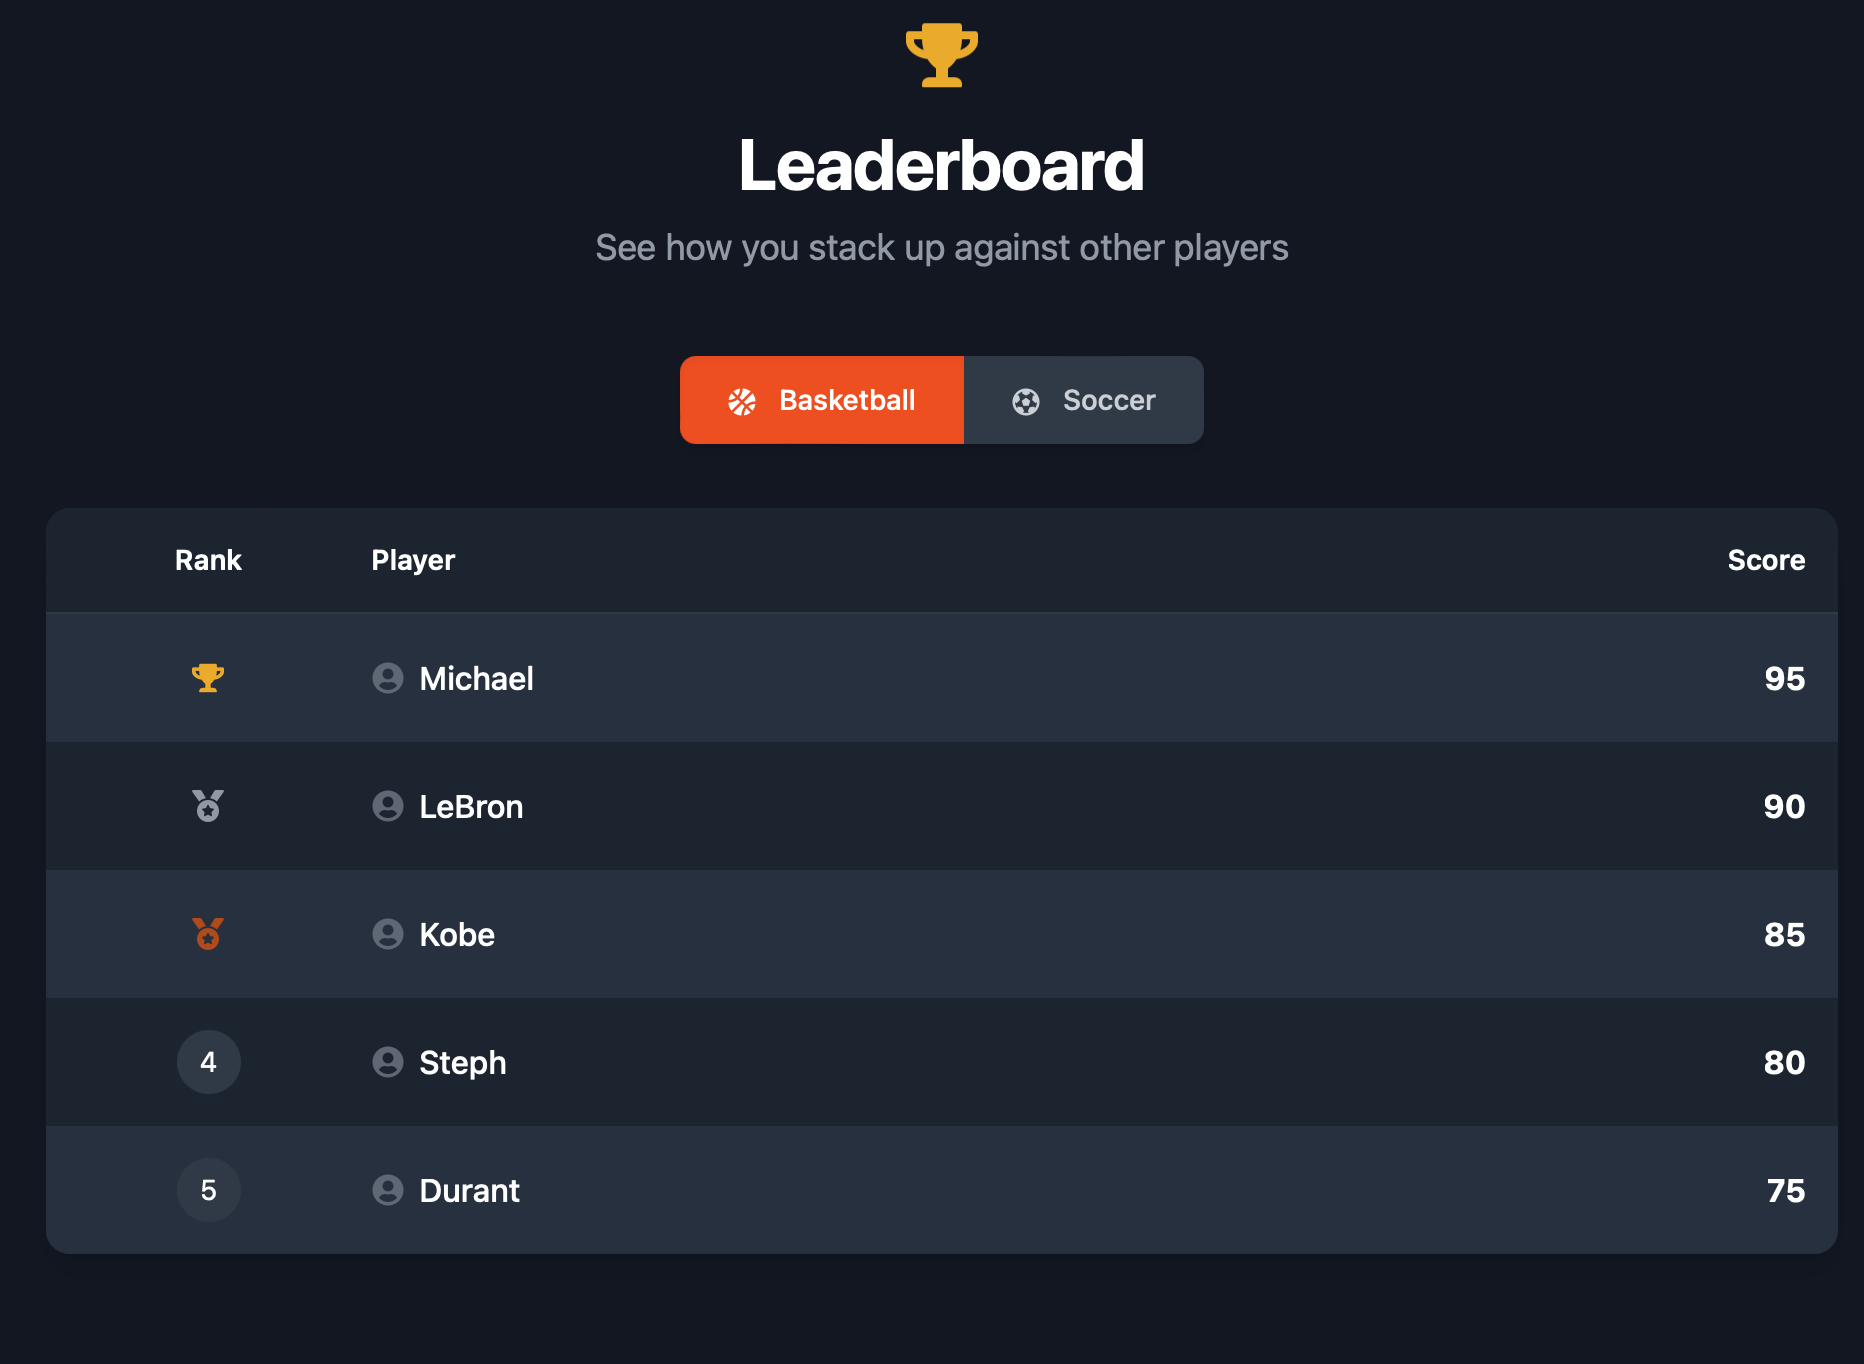 Leaderboard
See how you stack up against other players
Basketball Soccer
Rank Player Score
Michael 95
LeBron 90
Kobe 85
4 Steph 80
5 Durant 75